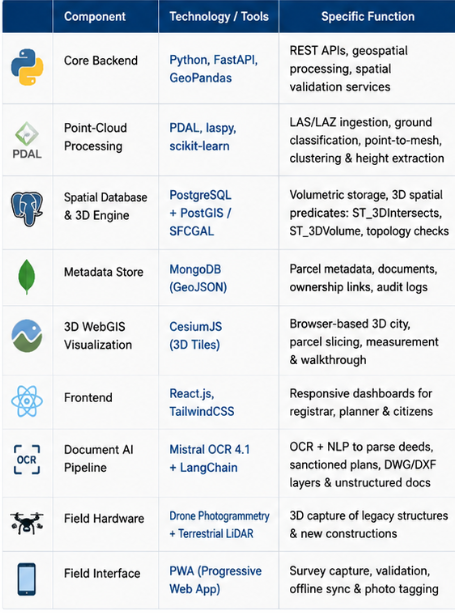 Component Technology / Tools Specific Function
Core Backend
Python, FastAPI,
GeoPandas
REST APIs, geospatial
processing, spatial
validation services
PDAL
Point-Cloud
Processing
PDAL, laspy,
scikit-learn
LAS/LAZ ingestion, ground
classification, point-to-mesh,
clustering & height extraction
Spatial Database
& 3D Engine
PostgreSQL
+ PostGIS /
SFCGAL
Volumetric storage, 3D spatial
predicates: ST_3DIntersects,
ST_3DVolume, topology checks
Metadata Store
MongoDB
(GeoJSON)
Parcel metadata, documents,
ownership links, audit logs
3D WebGIS
Visualization
CesiumJS
(3D Tiles)
Browser-based 3D city,
parcel slicing, measurement
& walkthrough
Frontend
React.js,
TailwindCSS
Responsive dashboards for
registrar, planner & citizens
OCR
Document AI
Pipeline
Mistral OCR 4.1
+ LangChain
OCR + NLP to parse deeds,
sanctioned plans, DWG/DXF
layers & unstructured docs
Field Hardware
Drone Photogrammetry
+ Terrestrial LiDAR
3D capture of legacy structures
& new constructions
Field Interface
PWA (Progressive
Web App)
Survey capture, validation,
offline sync & photo tagging